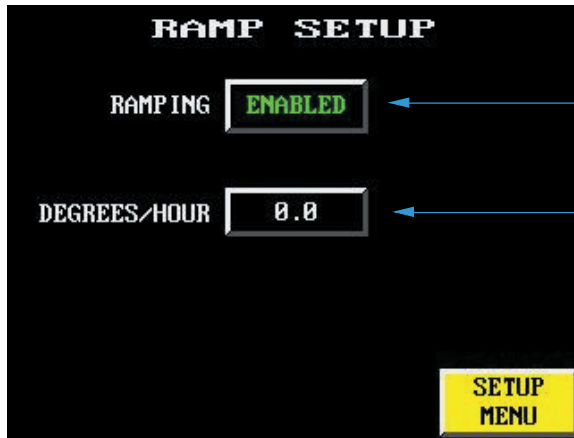 RAMP SETUP
RAMPING ENABLED
DEGREES/HOUR 0.0
SETUP
MENU